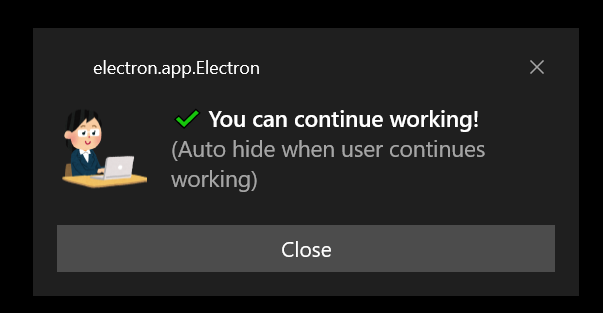 electron.app.Electron
✔ You can continue working!
(Auto hide when user continues
working)
Close